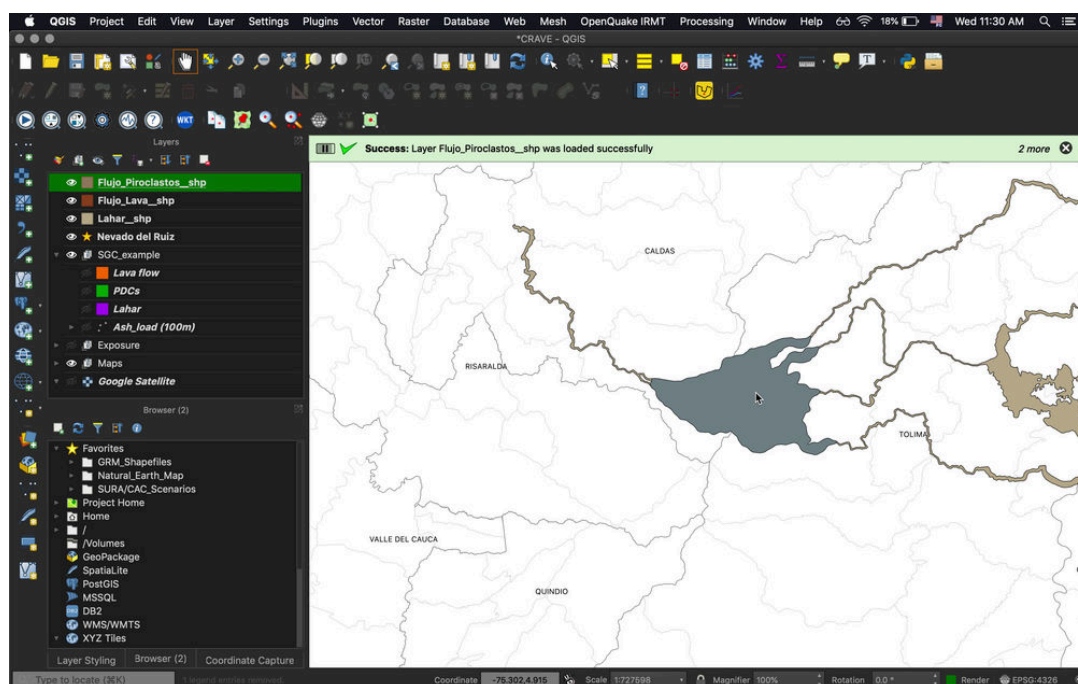 QGIS Project Edit View Layer Settings Plugins Vector Raster Database Web Mesh OpenQuake IRMT Processing Window Help 18% Wed 11:30 AM
*CRAVE - QGIS
WKT
Layers
Success: Layer Flujo_Piroclastos__shp was loaded successfully 2 more
Flujo_Piroclastos__shp
Flujo_Lava__shp
Lahar__shp
Nevado del Ruiz
SGC_example
Lava flow
PDCs
Lahar
Ash_load (100m)
Exposure
Maps
Google Satellite
CALDAS
RISARALDA
TOLIMA
VALLE DEL CAUCA
QUINDIO
Browser (2)
Favorites
GRM_Shapefiles
Natural_Earth_Map
SURA/CAC_Scenarios
Project Home
Home
/
/Volumes
GeoPackage
SpatiaLite
PostGIS
MSSQL
DB2
WMS/WMTS
XYZ Tiles
Layer Styling Browser (2) Coordinate Capture
Type to locate (⌘K) 1 legend entries removed. Coordinate -75.302,4.915 Scale 1:727598 Magnifier 100% Rotation 0.0 ° Render EPSG:4326